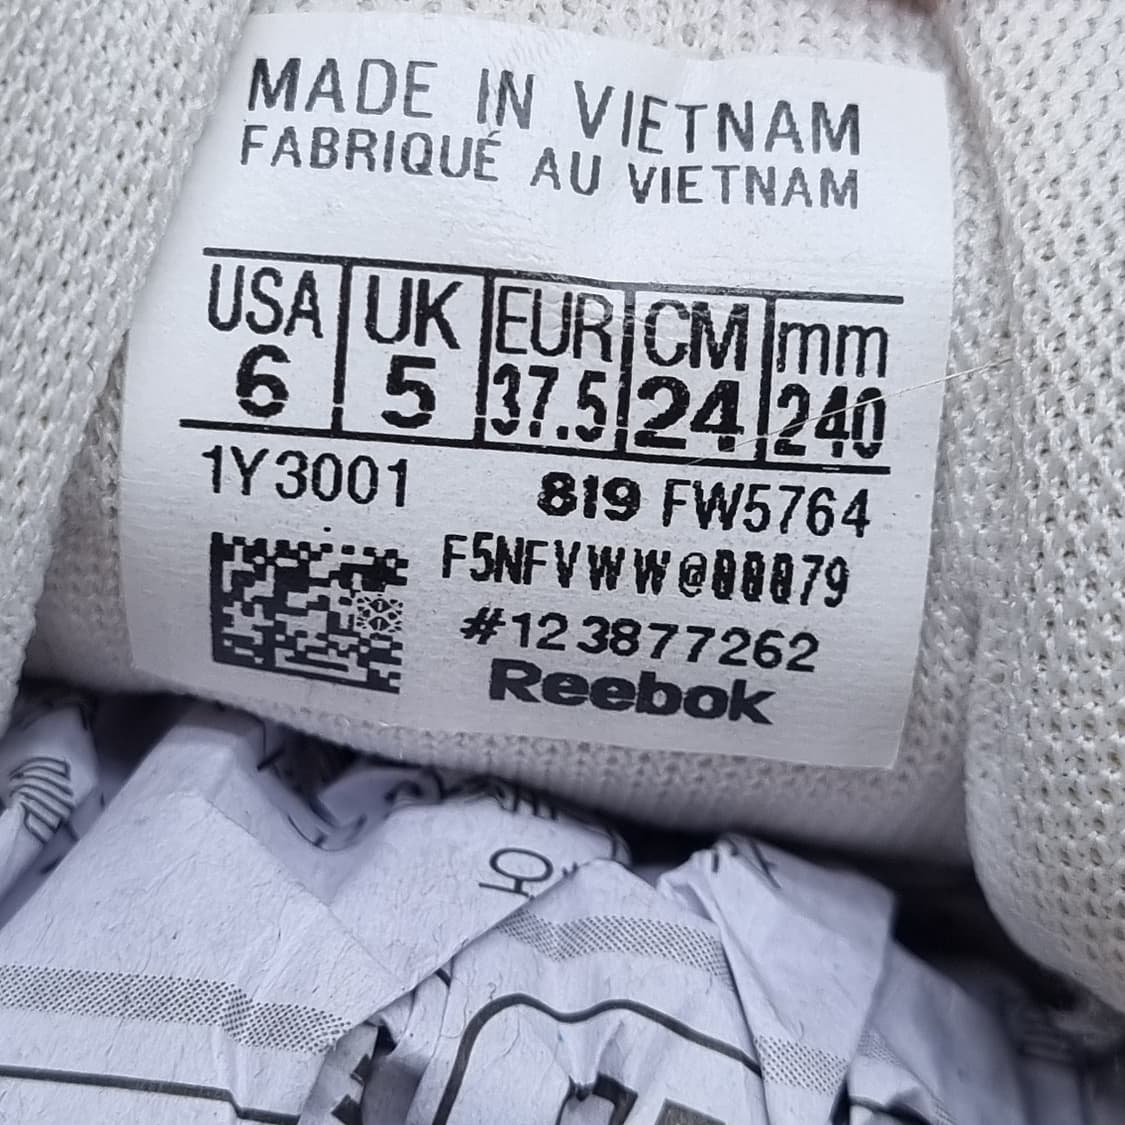 MADE IN VIETNAM
FABRIQUÉ AU VIETNAM
USA UK EUR CM mm
6 5 37.5 24 240
1Y3001 819 FW5764
F5NFVWW@00079
#123877262
Reebok